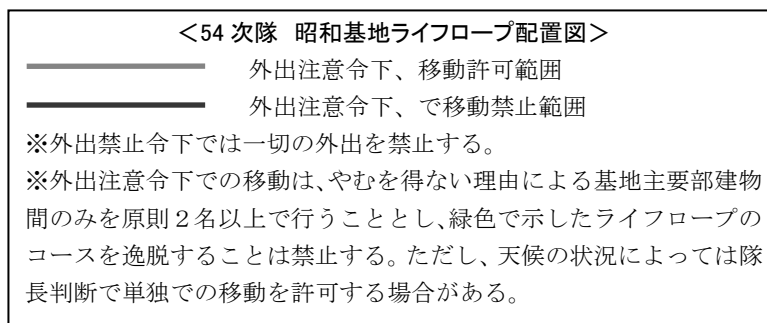 <54 次隊 昭和基地ライフロープ配置図>
外出注意令下、移動許可範囲
外出注意令下、で移動禁止範囲
※外出禁止令下では一切の外出を禁止する。
※外出注意令下での移動は、やむを得ない理由による基地主要部建物
間のみを原則２名以上で行うこととし、緑色で示したライフロープの
コースを逸脱することは禁止する。ただし、天候の状況によっては隊
長判断で単独での移動を許可する場合がある。